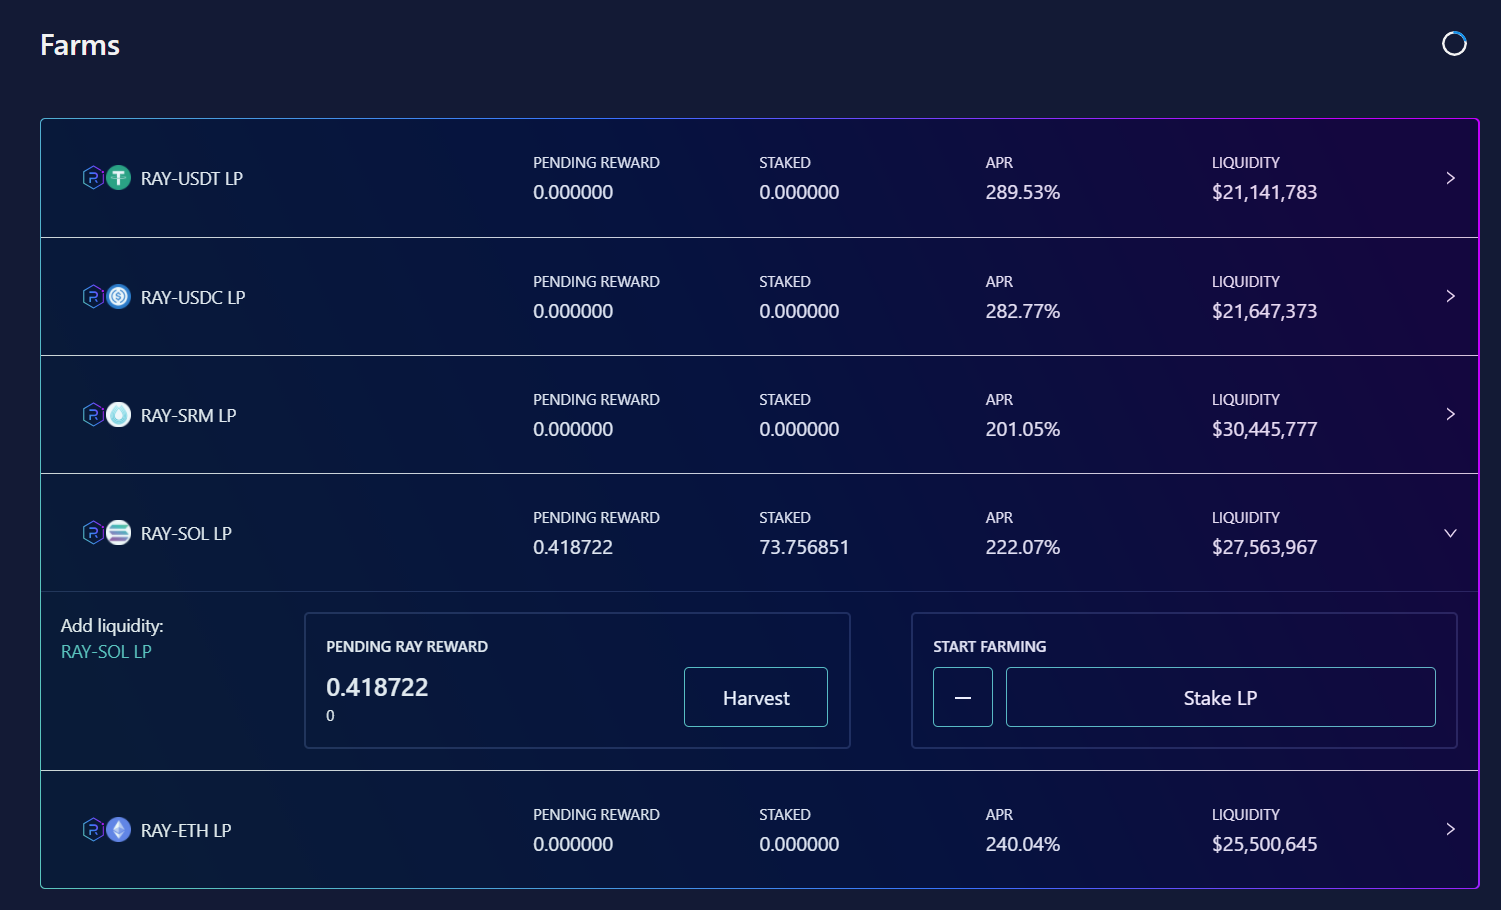 Farms
RAY-USDT LP
PENDING REWARD
0.000000
STAKED
0.000000
APR
289.53%
LIQUIDITY
$21,141,783
RAY-USDC LP
PENDING REWARD
0.000000
STAKED
0.000000
APR
282.77%
LIQUIDITY
$21,647,373
RAY-SRM LP
PENDING REWARD
0.000000
STAKED
0.000000
APR
201.05%
LIQUIDITY
$30,445,777
RAY-SOL LP
PENDING REWARD
0.418722
STAKED
73.756851
APR
222.07%
LIQUIDITY
$27,563,967
Add liquidity:
RAY-SOL LP
PENDING RAY REWARD
0.418722
0
Harvest
START FARMING
Stake LP
RAY-ETH LP
PENDING REWARD
0.000000
STAKED
0.000000
APR
240.04%
LIQUIDITY
$25,500,645